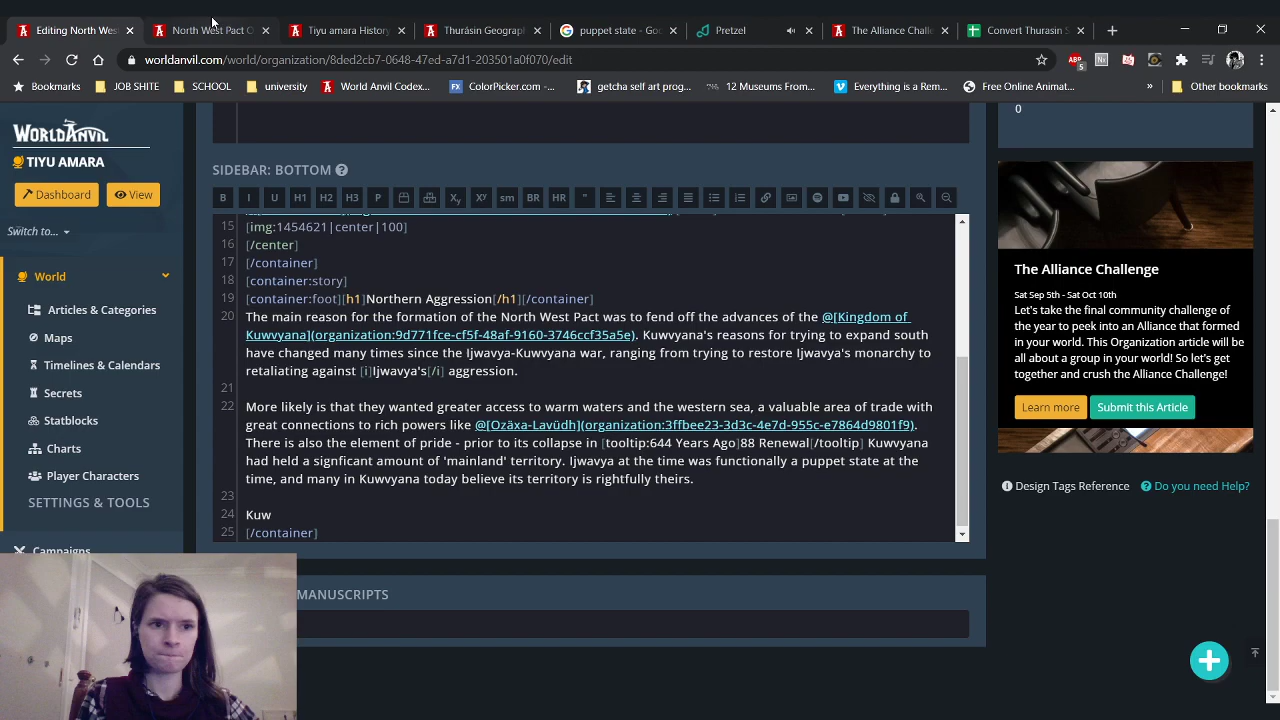 Editing North Wes
North West Pact O
Tiyu amara History
Thurásin Geograph
puppet state - Goo
Pretzel
The Alliance Challe
Convert Thurasin S
worldanvil.com/world/organization/8ded2cb7-0648-47ed-a7d1-203501a0f070/edit
Bookmarks
JOB SHITE
SCHOOL
university
World Anvil Codex...
ColorPicker.com -...
getcha self art prog...
12 Museums From...
Everything is a Rem...
Free Online Animat...
»
Other bookmarks
WORLDANVIL
TIYU AMARA
Dashboard
View
Switch to...
World
Articles & Categories
Maps
Timelines & Calendars
Secrets
Statblocks
Charts
Player Characters
SETTINGS & TOOLS
Campaigns
SIDEBAR: BOTTOM
B I U H1 H2 H3 P Xy X^y sm BR HR "
15 [img:1454621|center|100]
16 [/center]
17 [/container]
18 [container:story]
19 [container:foot][h1]Northern Aggression[/h1][/container]
20 The main reason for the formation of the North West Pact was to fend off the advances of the @[Kingdom of
Kuwvyana](organization:9d771fce-cf5f-48af-9160-3746ccf35a5e). Kuwvyana's reasons for trying to expand south
have changed many times since the Ijwavya-Kuwvyana war, ranging from trying to restore Ijwavya's monarchy to
retaliating against [i]Ijwavya's[/i] aggression.
21
22 More likely is that they wanted greater access to warm waters and the western sea, a valuable area of trade with
great connections to rich powers like @[Ozäxa-Lavûdh](organization:3ffbee23-3d3c-4e7d-955c-e7864d9801f9).
There is also the element of pride - prior to its collapse in [tooltip:644 Years Ago]88 Renewal[/tooltip] Kuwvyana
had held a signficant amount of 'mainland' territory. Ijwavya at the time was functionally a puppet state at the
time, and many in Kuwvyana today believe its territory is rightfully theirs.
23
24 Kuw
25 [/container]
MANUSCRIPTS
0
The Alliance Challenge
Sat Sep 5th - Sat Oct 10th
Let's take the final community challenge of
the year to peek into an Alliance that formed
in your world. This Organization article will
be all about a group in your world! So let's get
together and crush the Alliance Challenge!
Learn more
Submit this Article
Design Tags Reference
Do you need Help?